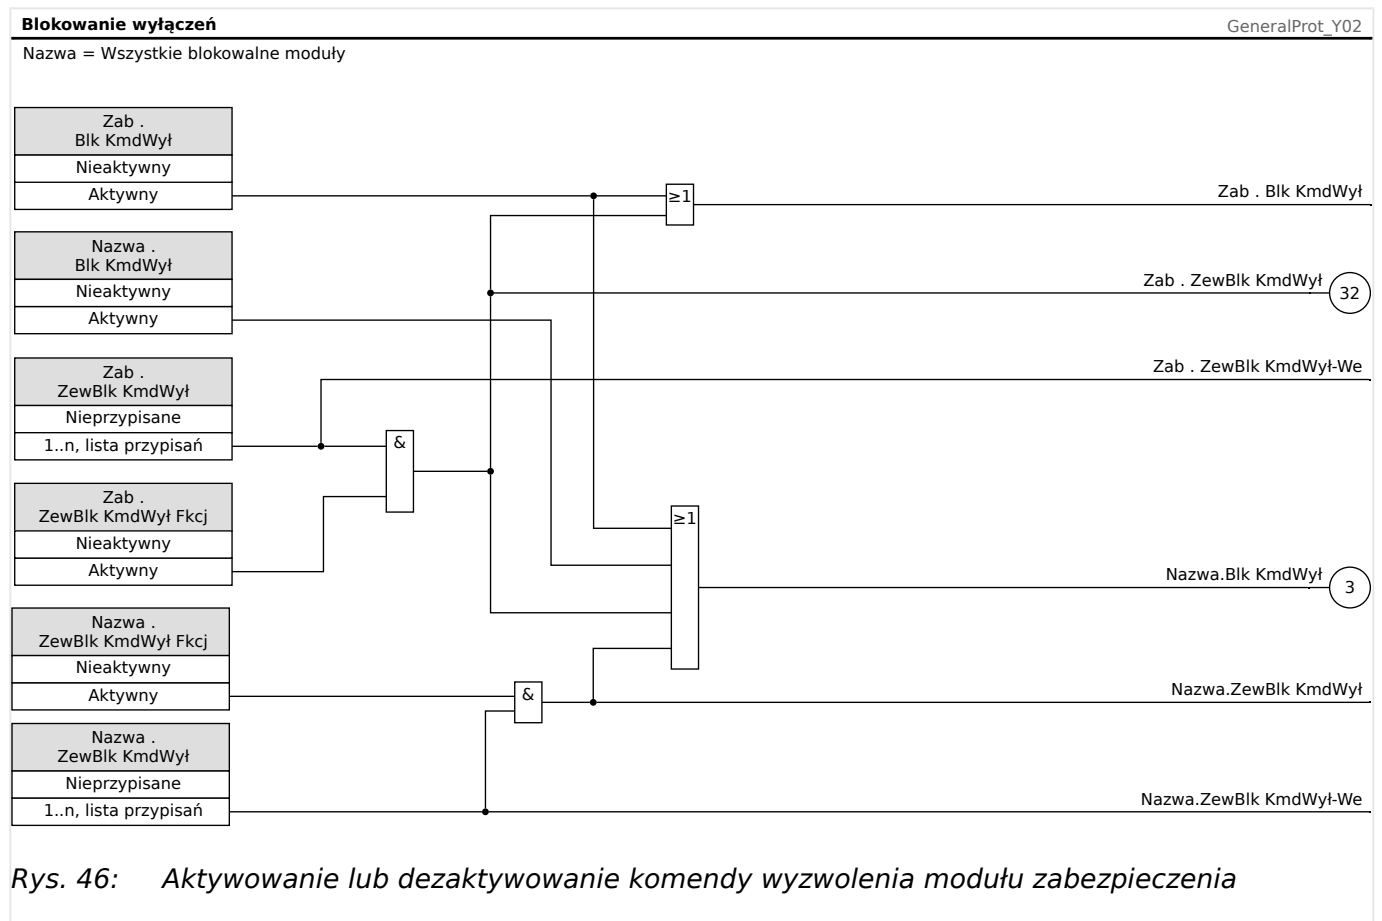 Blokowanie wyłączeń
GeneralProt_Y02
Nazwa = Wszystkie blokowalne moduły
Zab .
Blk KmdWył
Nieaktywny
Aktywny
≥1
Zab . Blk KmdWył
Nazwa .
Blk KmdWył
Nieaktywny
Aktywny
Zab . ZewBlk KmdWył
32
Zab .
ZewBlk KmdWył
Nieprzypisane
1..n, lista przypisań
Zab . ZewBlk KmdWył-We
&
Zab .
ZewBlk KmdWył Fkcj
Nieaktywny
Aktywny
≥1
Nazwa.Blk KmdWył
3
Nazwa .
ZewBlk KmdWył Fkcj
Nieaktywny
Aktywny
&
Nazwa.ZewBlk KmdWył
Nazwa .
ZewBlk KmdWył
Nieprzypisane
1..n, lista przypisań
Nazwa.ZewBlk KmdWył-We
Rys. 46: Aktywowanie lub dezaktywowanie komendy wyzwolenia modułu zabezpieczenia